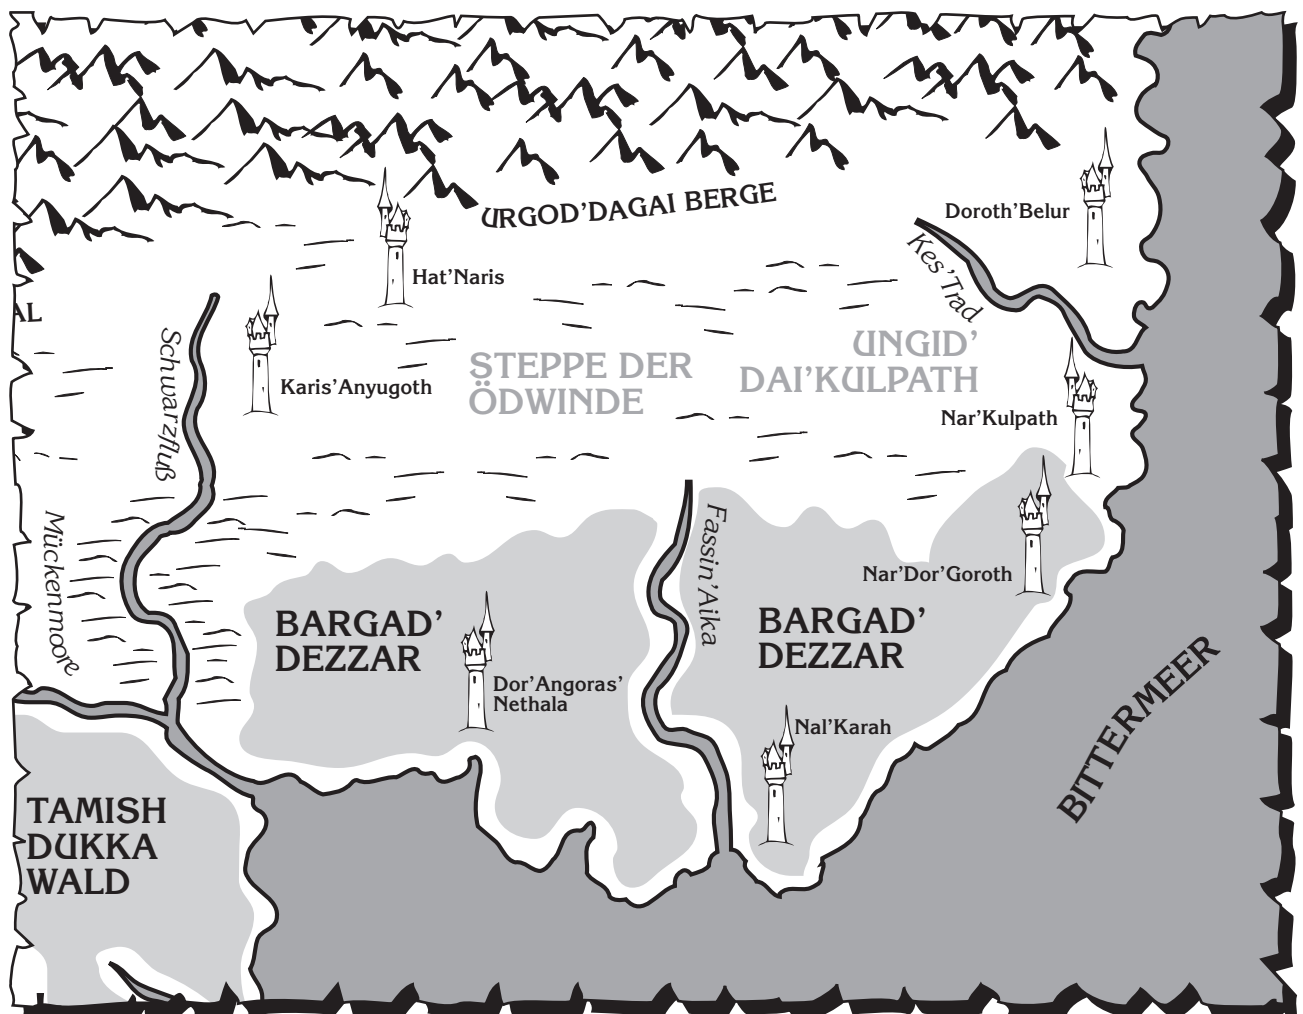 URGOD'DAGAI BERGE
Doroth'Belur
Kes'Trad
Hat'Naris
AL
Schwarzfluß
Karis'Anyugoth
STEPPE DER
ÖDWINDE
UNGID'
DAI'KULPATH
Nar'Kulpath
Mückenmoore
Fassin'Aika
Nar'Dor'Goroth
BARGAD'
DEZZAR
BARGAD'
DEZZAR
Dor'Angoras'
Nethala
Nal'Karah
BITTERMEER
TAMISH
DUKKA
WALD